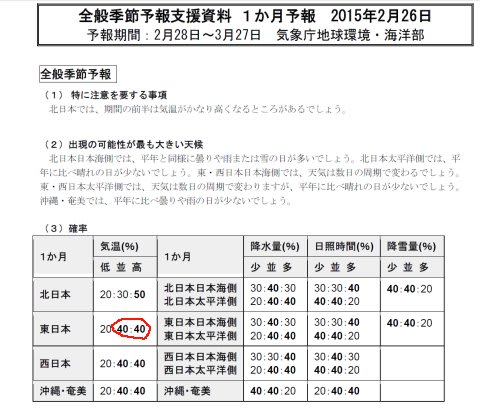 全般季節予報支援資料 1か月予報 2015年2月26日
予報期間:2月28日~3月27日 気象庁地球環境・海洋部
全般季節予報
(1) 特に注意を要する事項
北日本では、期間の前半は気温がかなり高くなるところがあるでしょう。
(2) 出現の可能性が最も大きい天候
北日本日本海側では、平年と同様に曇りや雨または雪の日が多いでしょう。北日本太平洋側では、平
年に比べ晴れの日が少ないでしょう。東・西日本日本海側では、天気は数日の周期で変わるでしょう。
東・西日本太平洋側では、天気は数日の周期で変わりますが、平年に比べ晴れの日が少ないでしょう。
沖縄・奄美では、平年に比べ曇りや雨の日が少ないでしょう。
(3) 確率
1か月 気温(%) 1か月 降水量(%) 日照時間(%) 降雪量(%)
低 並 高 少 並 多 少 並 多 少 並 多
北日本 20:30:50 北日本日本海側 30:40:30 30:30:40 40:40:20
北日本太平洋側 20:40:40 40:40:20
東日本 20:40:40 東日本日本海側 30:40:30 30:30:40 40:40:20
東日本太平洋側 20:40:40 40:40:20
西日本 20:40:40 西日本日本海側 30:40:30 30:30:40
西日本太平洋側 20:40:40 40:40:20
沖縄・奄美 20:40:40 沖縄・奄美 40:40:20 20:40:40